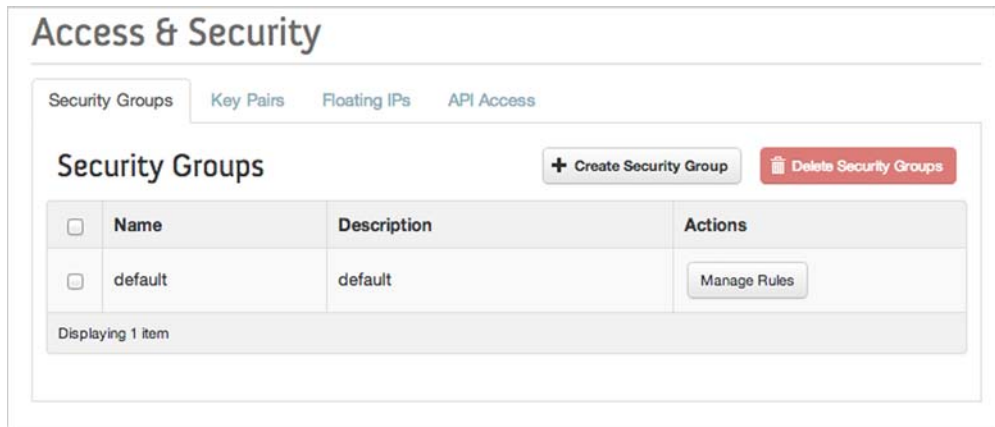 Access & Security
Security Groups Key Pairs Floating IPs API Access
Security Groups
+ Create Security Group Delete Security Groups
Name Description Actions
default default Manage Rules
Displaying 1 item